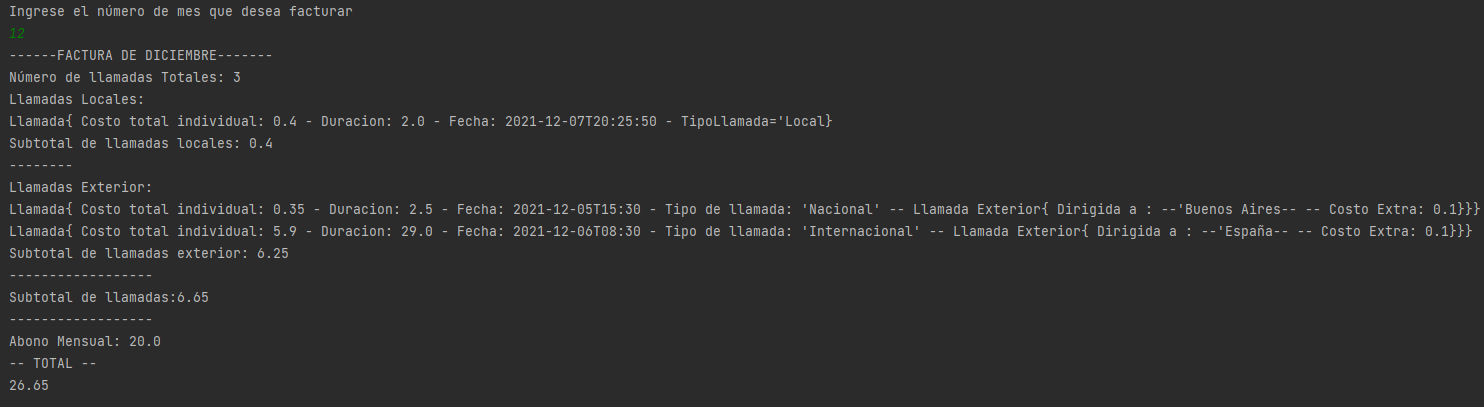 Ingrese el número de mes que desea facturar
12
------FACTURA DE DICIEMBRE-------
Número de llamadas Totales: 3
Llamadas Locales:
Llamada{ Costo total individual: 0.4 - Duracion: 2.0 - Fecha: 2021-12-07T20:25:50 - TipoLlamada='Local}
Subtotal de llamadas locales: 0.4
--------
Llamadas Exterior:
Llamada{ Costo total individual: 0.35 - Duracion: 2.5 - Fecha: 2021-12-05T15:30 - Tipo de llamada: 'Nacional' -- Llamada Exterior{ Dirigida a : --'Buenos Aires-- -- Costo Extra: 0.1}}}
Llamada{ Costo total individual: 5.9 - Duracion: 29.0 - Fecha: 2021-12-06T08:30 - Tipo de llamada: 'Internacional' -- Llamada Exterior{ Dirigida a : --'España-- -- Costo Extra: 0.1}}}
Subtotal de llamadas exterior: 6.25
------------------
Subtotal de llamadas:6.65
------------------
Abono Mensual: 20.0
-- TOTAL --
26.65